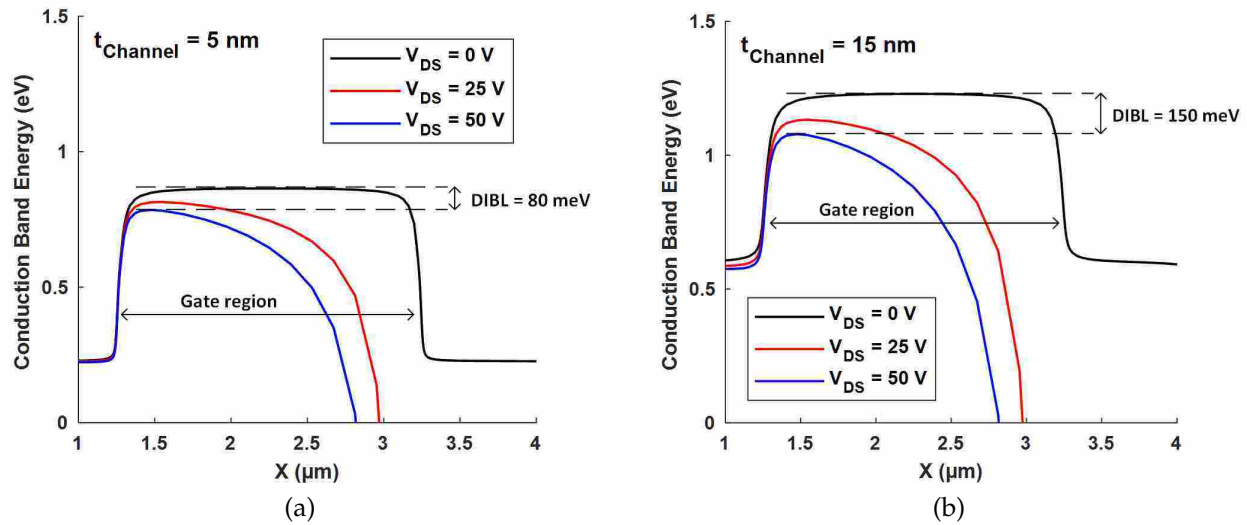 t_Channel = 5 nm
V_DS = 0 V
V_DS = 25 V
V_DS = 50 V
DIBL = 80 meV
Gate region
Conduction Band Energy (eV)
1.5
1
0.5
0
1
1.5
2
2.5
3
3.5
4
X (µm)
(a)
t_Channel = 15 nm
DIBL = 150 meV
Gate region
V_DS = 0 V
V_DS = 25 V
V_DS = 50 V
Conduction Band Energy (eV)
1.5
1
0.5
0
1
1.5
2
2.5
3
3.5
4
X (µm)
(b)